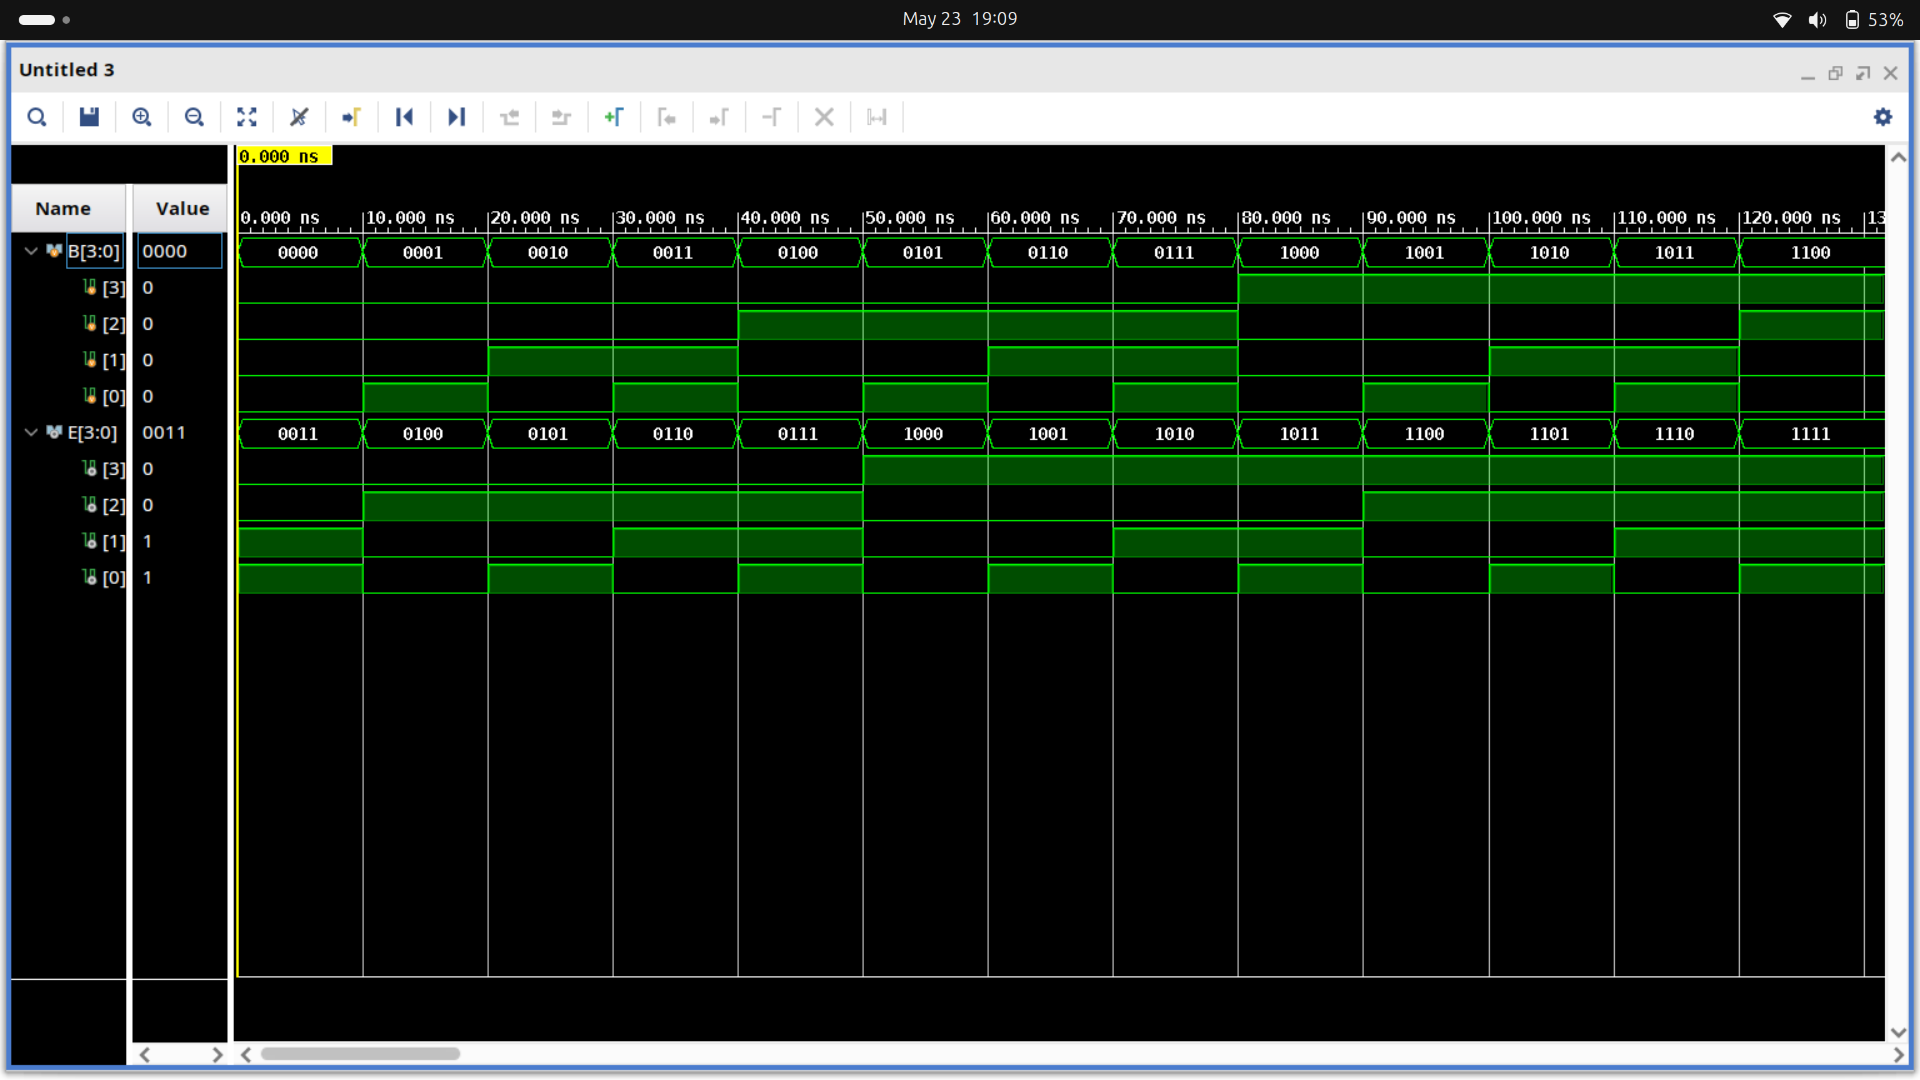 May 23 19:09
53%
Untitled 3
0.000 ns
Name Value
0.000 ns 10.000 ns 20.000 ns 30.000 ns 40.000 ns 50.000 ns 60.000 ns 70.000 ns 80.000 ns 90.000 ns 100.000 ns 110.000 ns 120.000 ns 13
B[3:0] 0000 0000 0001 0010 0011 0100 0101 0110 0111 1000 1001 1010 1011 1100
[3] 0
[2] 0
[1] 0
[0] 0
E[3:0] 0011 0011 0100 0101 0110 0111 1000 1001 1010 1011 1100 1101 1110 1111
[3] 0
[2] 0
[1] 1
[0] 1